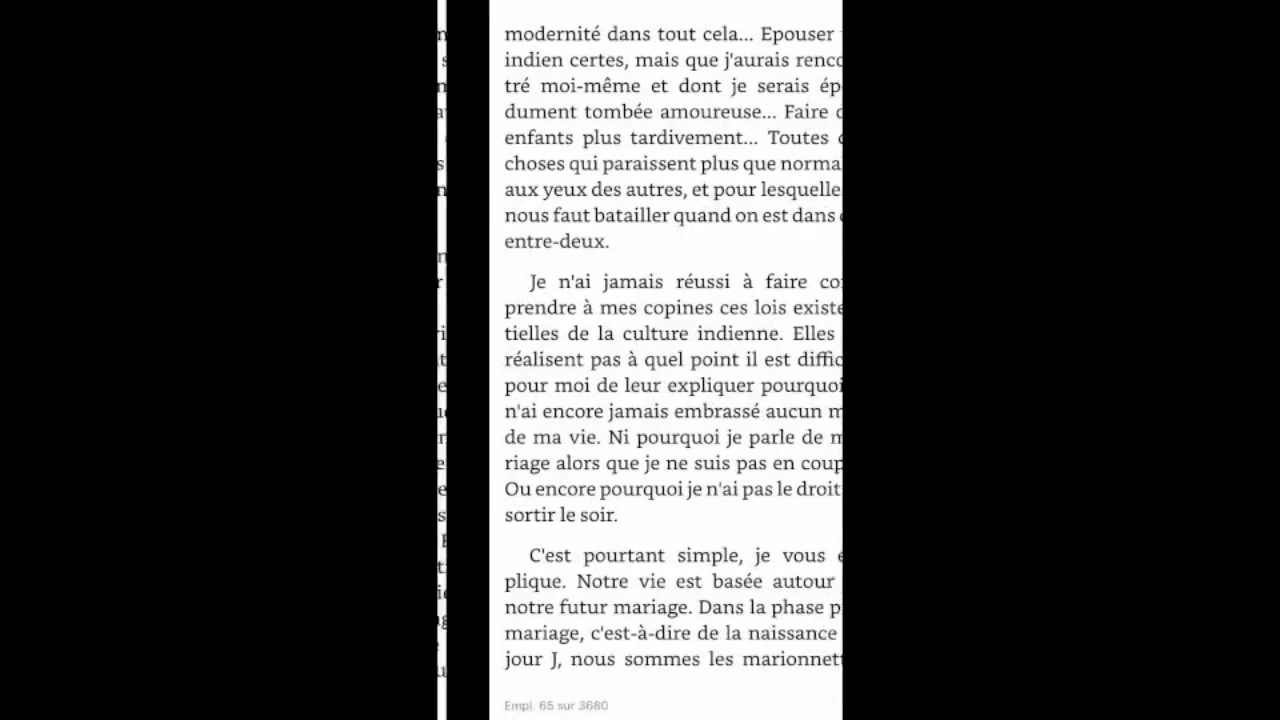 modernité dans tout cela... Epouser
indien certes, mais que j'aurais renco
tré moi-même et dont je serais ép
dument tombée amoureuse... Faire
enfants plus tardivement... Toutes
choses qui paraissent plus que norma
aux yeux des autres, et pour lesquelle
nous faut batailler quand on est dans
entre-deux.
Je n'ai jamais réussi à faire co
prendre à mes copines ces lois existe
tielles de la culture indienne. Elles
réalisent pas à quel point il est diffic
pour moi de leur expliquer pourquoi
n'ai encore jamais embrassé aucun m
de ma vie. Ni pourquoi je parle de m
riage alors que je ne suis pas en coup
Ou encore pourquoi je n'ai pas le droit
sortir le soir.
C'est pourtant simple, je vous e
plique. Notre vie est basée autour
notre futur mariage. Dans la phase p
mariage, c'est-à-dire de la naissance
jour J, nous sommes les marionnett
Empl. 65 sur 3680